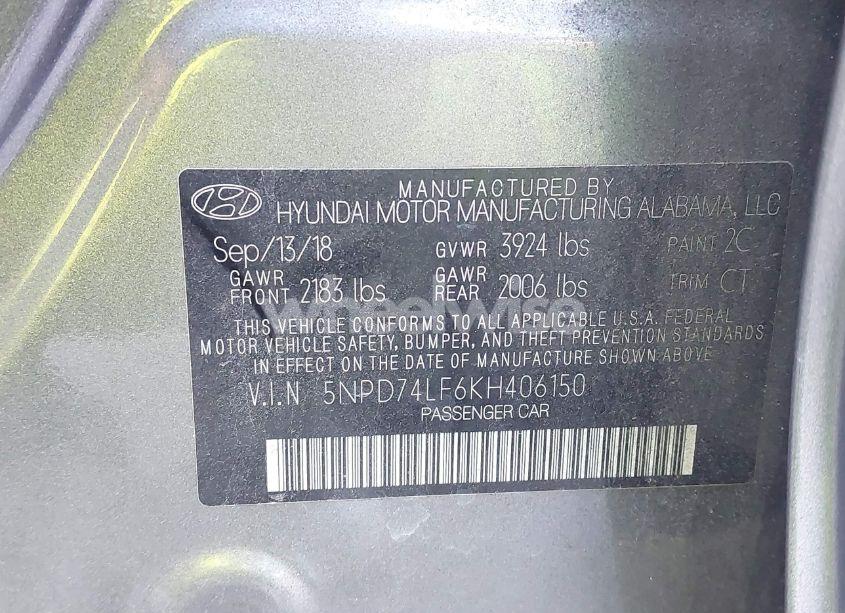 MANUFACTURED BY
HYUNDAI MOTOR MANUFACTURING ALABAMA, LLC
Sep/13/18 GVWR 3924 lbs PAINT 2C
GAWR FRONT 2183 lbs GAWR REAR 2006 lbs TRIM CT
wheelwise
THIS VEHICLE CONFORMS TO ALL APPLICABLE U.S.A. FEDERAL
MOTOR VEHICLE SAFETY, BUMPER, AND THEFT PREVENTION STANDARDS
IN EFFECT ON THE DATE OF MANUFACTURE SHOWN ABOVE.
V.I.N 5NPD74LF6KH406150
PASSENGER CAR